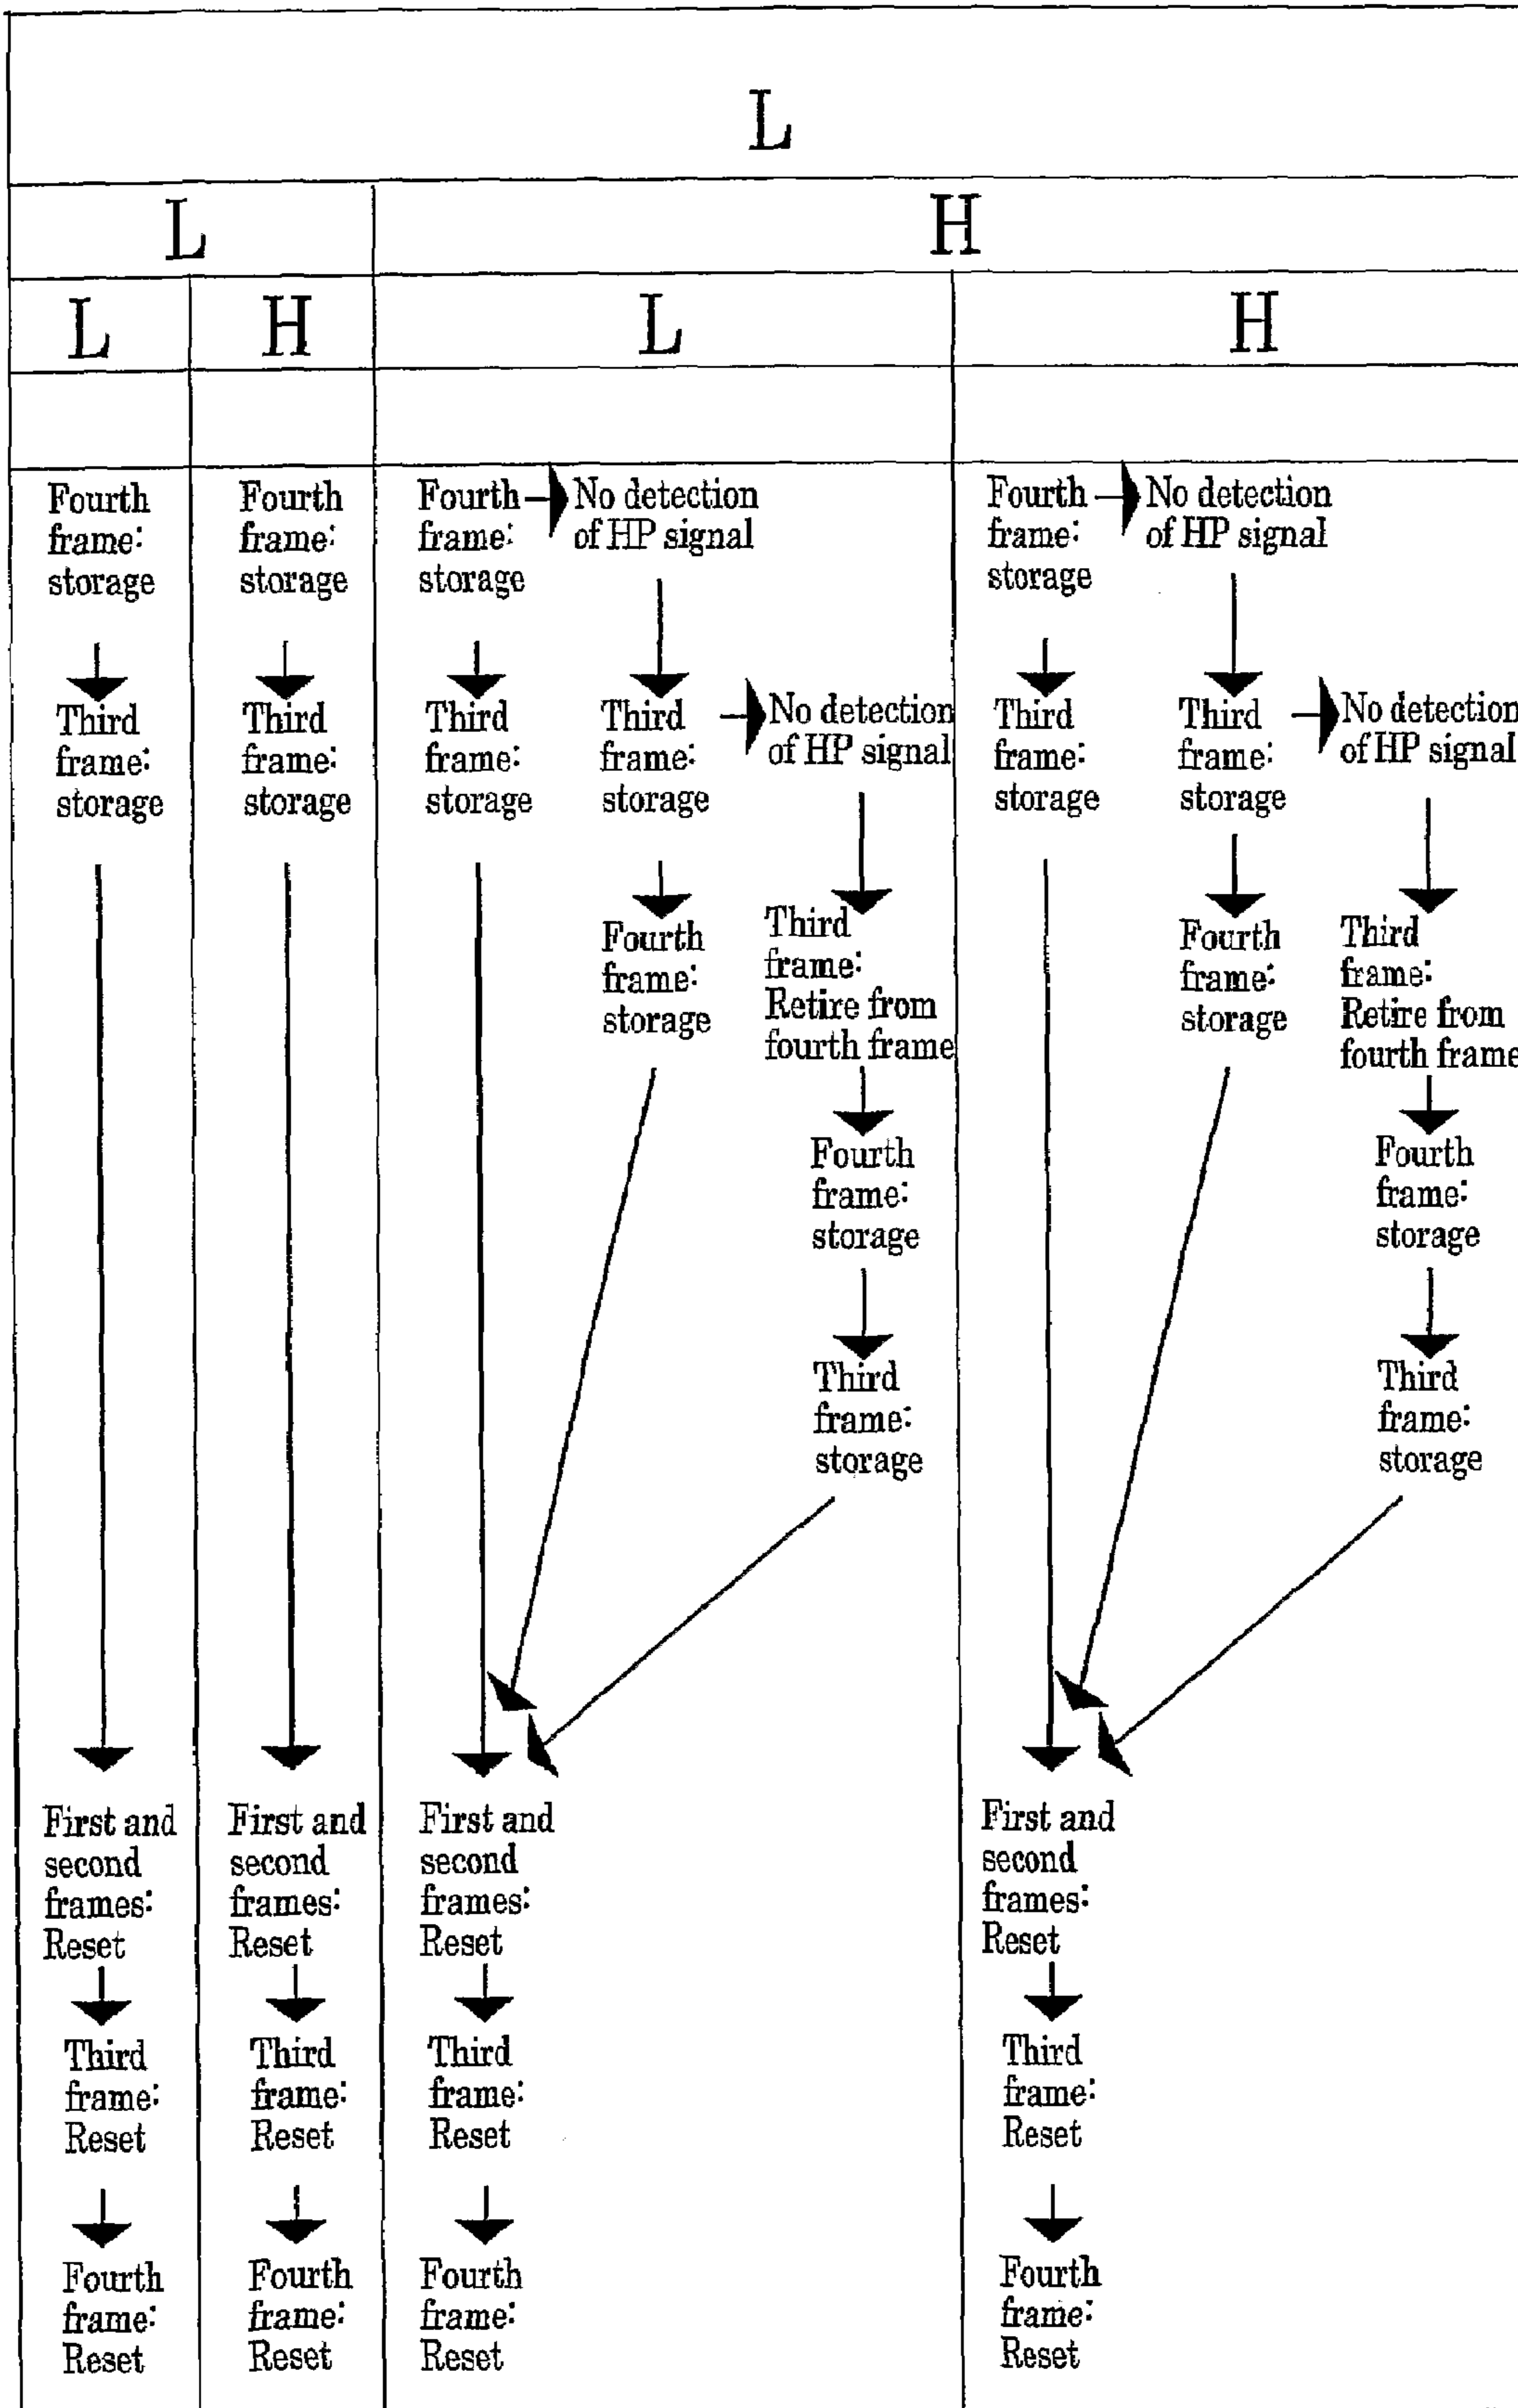 L
L
H
L
H
L
H
Fourth
frame:
storage
Third
frame:
storage
First and
second
frames:
Reset
Third
frame:
Reset
Fourth
frame:
Reset
Fourth
frame:
storage
Third
frame:
storage
First and
second
frames:
Reset
Third
frame:
Reset
Fourth
frame:
Reset
Fourth
frame:
storage
Third
frame:
storage
First and
second
frames:
Reset
Third
frame:
Reset
Fourth
frame:
Reset
No detection
of HP signal
Third
frame:
storage
Fourth
frame:
storage
No detection
of HP signal
Third
frame:
Retire from
fourth frame
Fourth
frame:
storage
Third
frame:
storage
Fourth
frame:
storage
Third
frame:
storage
First and
second
frames:
Reset
Third
frame:
Reset
Fourth
frame:
Reset
No detection
of HP signal
Third
frame:
storage
Fourth
frame:
storage
No detection
of HP signal
Third
frame:
Retire from
fourth frame
Fourth
frame:
storage
Third
frame:
storage